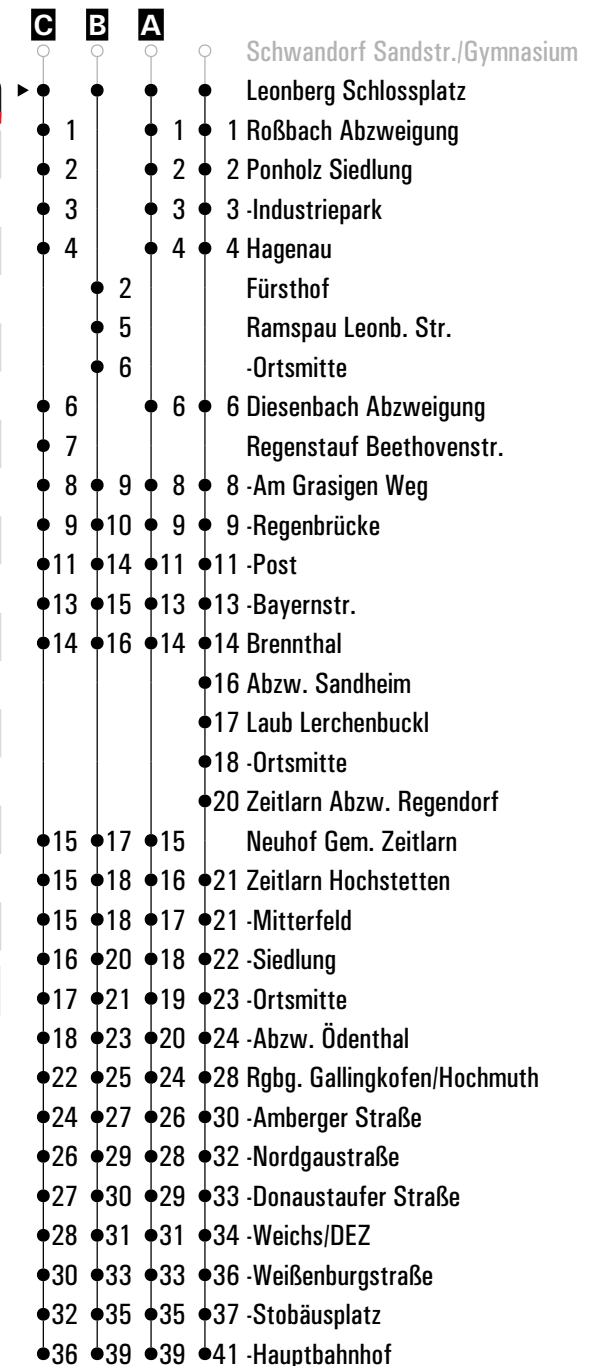 C B A
Schwandorf Sandstr./Gymnasium
Leonberg Schlossplatz
1 1 1 Roßbach Abzweigung
2 2 2 Ponholz Siedlung
3 3 3 -Industriepark
4 4 4 Hagenau
2 Fürsthof
5 Ramspau Leonb. Str.
6 -Ortsmitte
6 6 6 Diesenbach Abzweigung
7 Regenstauf Beethovenstr.
8 9 8 8 -Am Grasigen Weg
9 10 9 9 -Regenbrücke
11 14 11 11 -Post
13 15 13 13 -Bayernstr.
14 16 14 14 Brennthal
16 Abzw. Sandheim
17 Laub Lerchenbuckl
18 -Ortsmitte
20 Zeitlarn Abzw. Regendorf
15 17 15 Neuhof Gem. Zeitlarn
15 18 16 21 Zeitlarn Hochstetten
15 18 17 21 -Mitterfeld
16 20 18 22 -Siedlung
17 21 19 23 -Ortsmitte
18 23 20 24 -Abzw. Ödenthal
22 25 24 28 Rgbg. Gallingkofen/Hochmuth
24 27 26 30 -Amberger Straße
26 29 28 32 -Nordgaustraße
27 30 29 33 -Donaustaufer Straße
28 31 31 34 -Weichs/DEZ
30 33 33 36 -Weißenburgstraße
32 35 35 37 -Stobäusplatz
36 39 39 41 -Hauptbahnhof